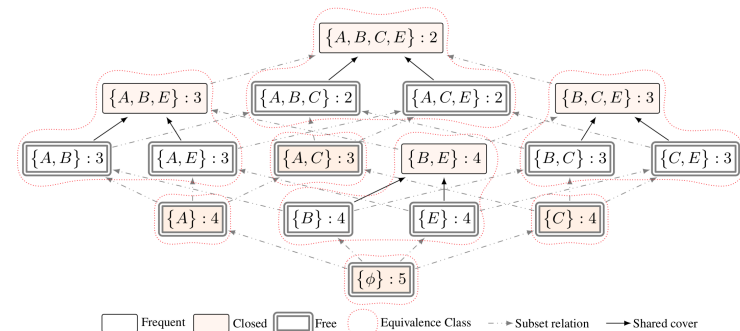 {A, B, C, E} : 2
{A, B, E} : 3 {A, B, C} : 2 {A, C, E} : 2 {B, C, E} : 3
{A, B} : 3 {A, E} : 3 {A, C} : 3 {B, E} : 4 {B, C} : 3 {C, E} : 3
{A} : 4 {B} : 4 {E} : 4 {C} : 4
{ϕ} : 5
Frequent Closed Free Equivalence Class Subset relation Shared cover